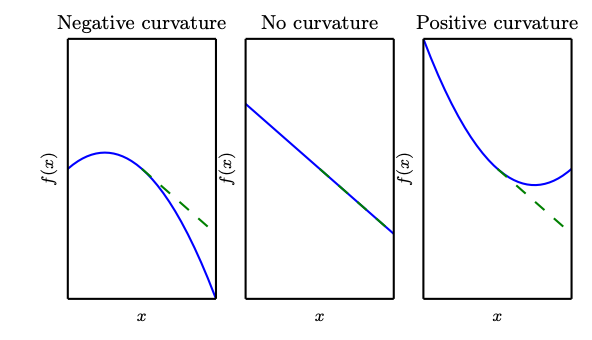 Negative curvature
No curvature
Positive curvature
f(x)
f(x)
f(x)
x
x
x